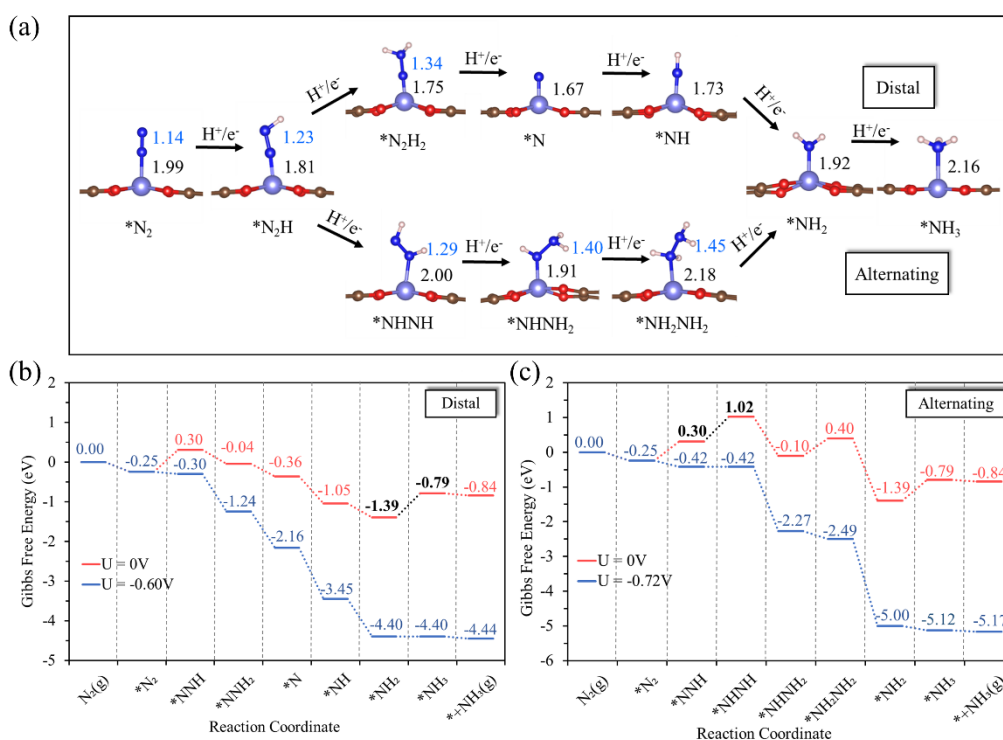 (a)
H⁺/e⁻
H⁺/e⁻
H⁺/e⁻
H⁺/e⁻
H⁺/e⁻
H⁺/e⁻
1.34
1.75
1.67
1.73
Distal
*N₂H₂
*N
*NH
1.14
1.99
1.23
1.81
1.92
2.16
*N₂
*N₂H
*NH₂
*NH₃
H⁺/e⁻
H⁺/e⁻
H⁺/e⁻
H⁺/e⁻
1.29
2.00
1.40
1.91
1.45
2.18
Alternating
*NHNH
*NHNH₂
*NH₂NH₂
(b)
Distal
Gibbs Free Energy (eV)
2
1
0
-1
-2
-3
-4
-5
0.00
-0.25
0.30
-0.30
-0.04
-1.24
-0.36
-2.16
-1.05
-3.45
-1.39
-4.40
-0.79
-4.40
-0.84
-4.44
U = 0V
U = -0.60V
N₂(g)
*N₂
*NNH
*NNH₂
*N
*NH
*NH₂
*NH₃
*+NH₃(g)
Reaction Coordinate
(c)
Alternating
Gibbs Free Energy (eV)
2
1
0
-1
-2
-3
-4
-5
-6
0.00
-0.25
0.30
-0.42
1.02
-0.42
-0.10
-2.27
0.40
-2.49
-1.39
-5.00
-0.79
-5.12
-0.84
-5.17
U = 0V
U = -0.72V
N₂(g)
*N₂
*NNH
*NHNH
*NHNH₂
*NH₂NH₂
*NH₂
*NH₃
*+NH₃(g)
Reaction Coordinate